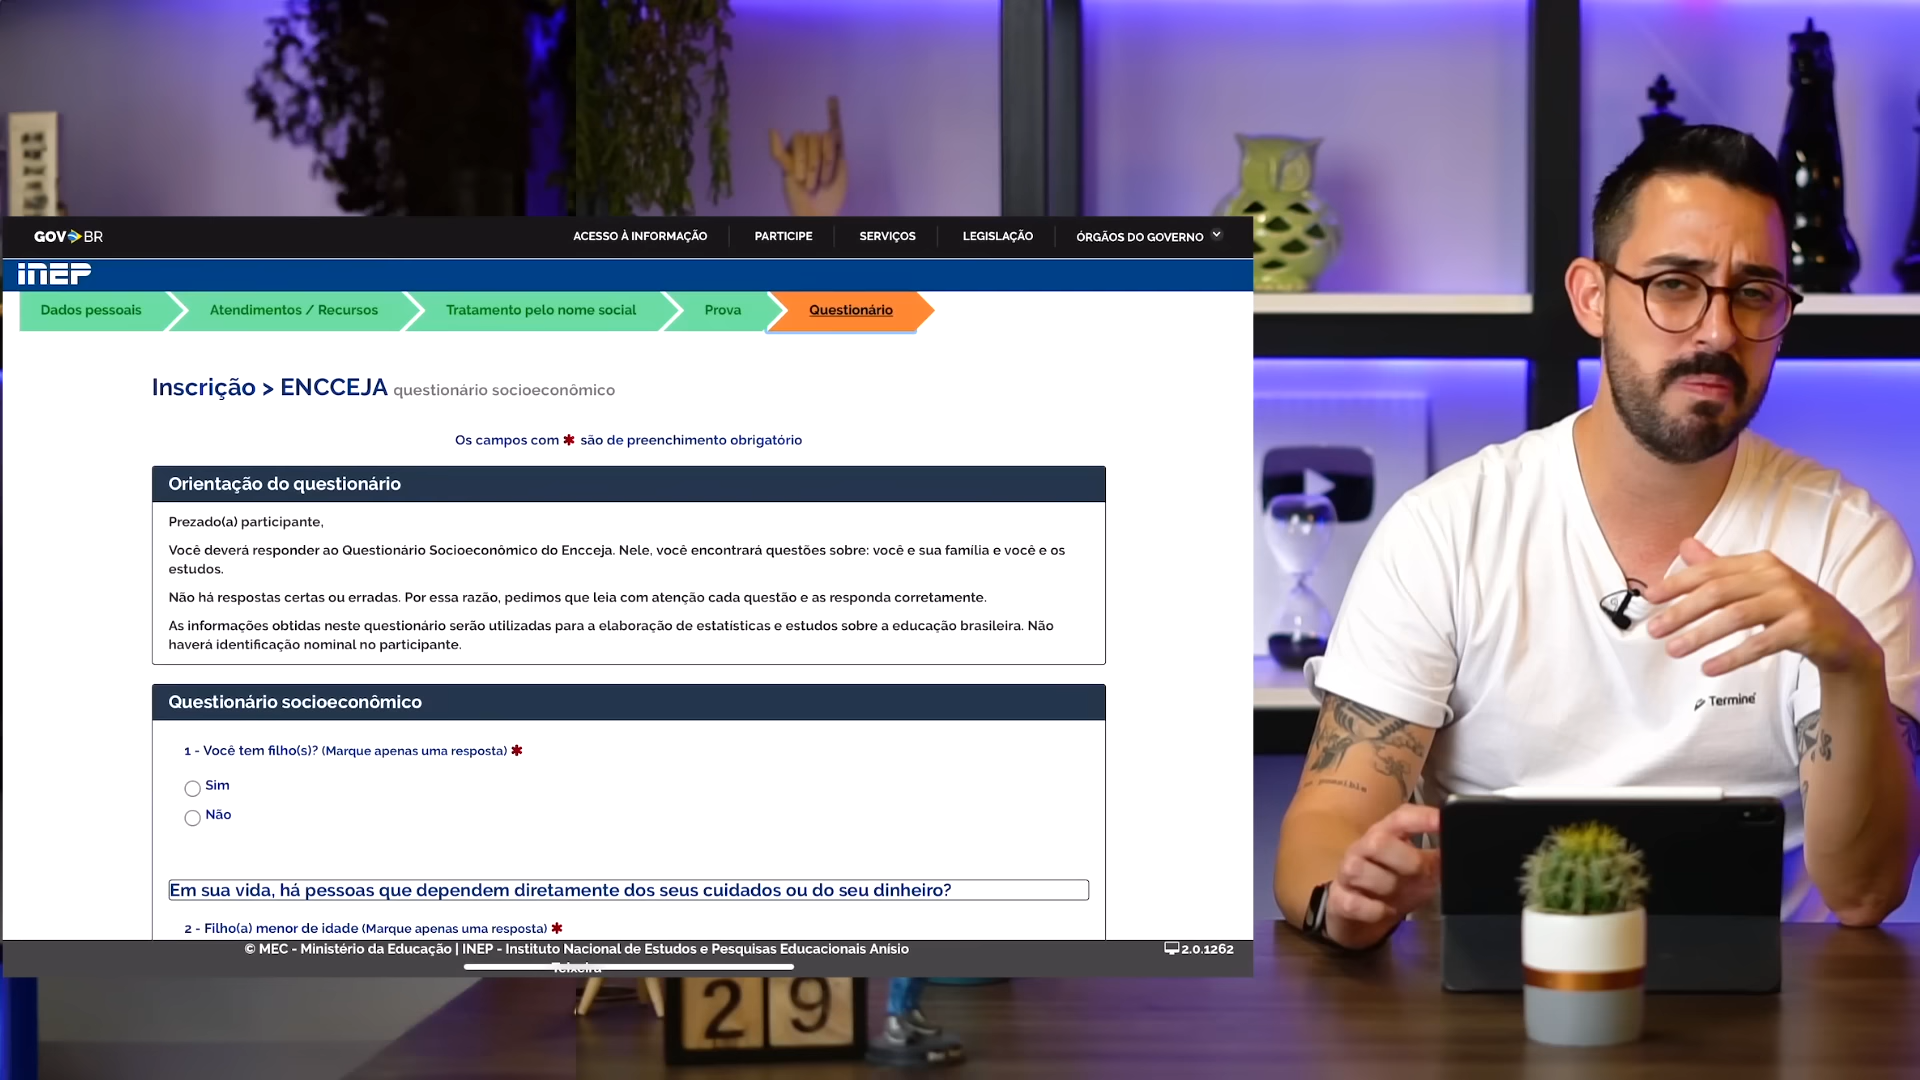 GOV BR
ACESSO À INFORMAÇÃO
PARTICIPE
SERVIÇOS
LEGISLAÇÃO
ÓRGÃOS DO GOVERNO
inep
Dados pessoais
Atendimentos / Recursos
Tratamento pelo nome social
Prova
Questionário
Inscrição > ENCCEJA questionário socioeconômico
Os campos com * são de preenchimento obrigatório
Orientação do questionário
Prezado(a) participante,
Você deverá responder ao Questionário Socioeconômico do Encceja. Nele, você encontrará questões sobre: você e sua família e você e os
estudos.
Não há respostas certas ou erradas. Por essa razão, pedimos que leia com atenção cada questão e as responda corretamente.
As informações obtidas neste questionário serão utilizadas para a elaboração de estatísticas e estudos sobre a educação brasileira. Não
haverá identificação nominal no participante.
Questionário socioeconômico
1 - Você tem filho(s)? (Marque apenas uma resposta) *
Sim
Não
Em sua vida, há pessoas que dependem diretamente dos seus cuidados ou do seu dinheiro?
2 - Filho(a) menor de idade (Marque apenas uma resposta) *
© MEC - Ministério da Educação | INEP - Instituto Nacional de Estudos e Pesquisas Educacionais Anísio
Teixeira
2.0.1262
Termine
29